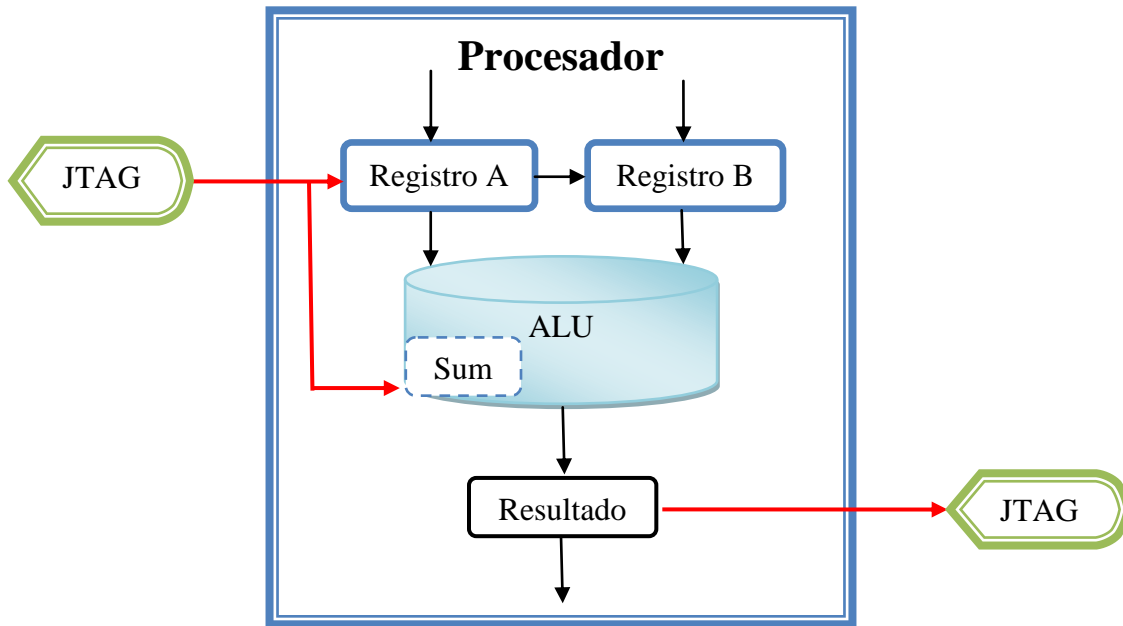 Procesador
JTAG
Registro A
Registro B
ALU
Sum
Resultado
JTAG